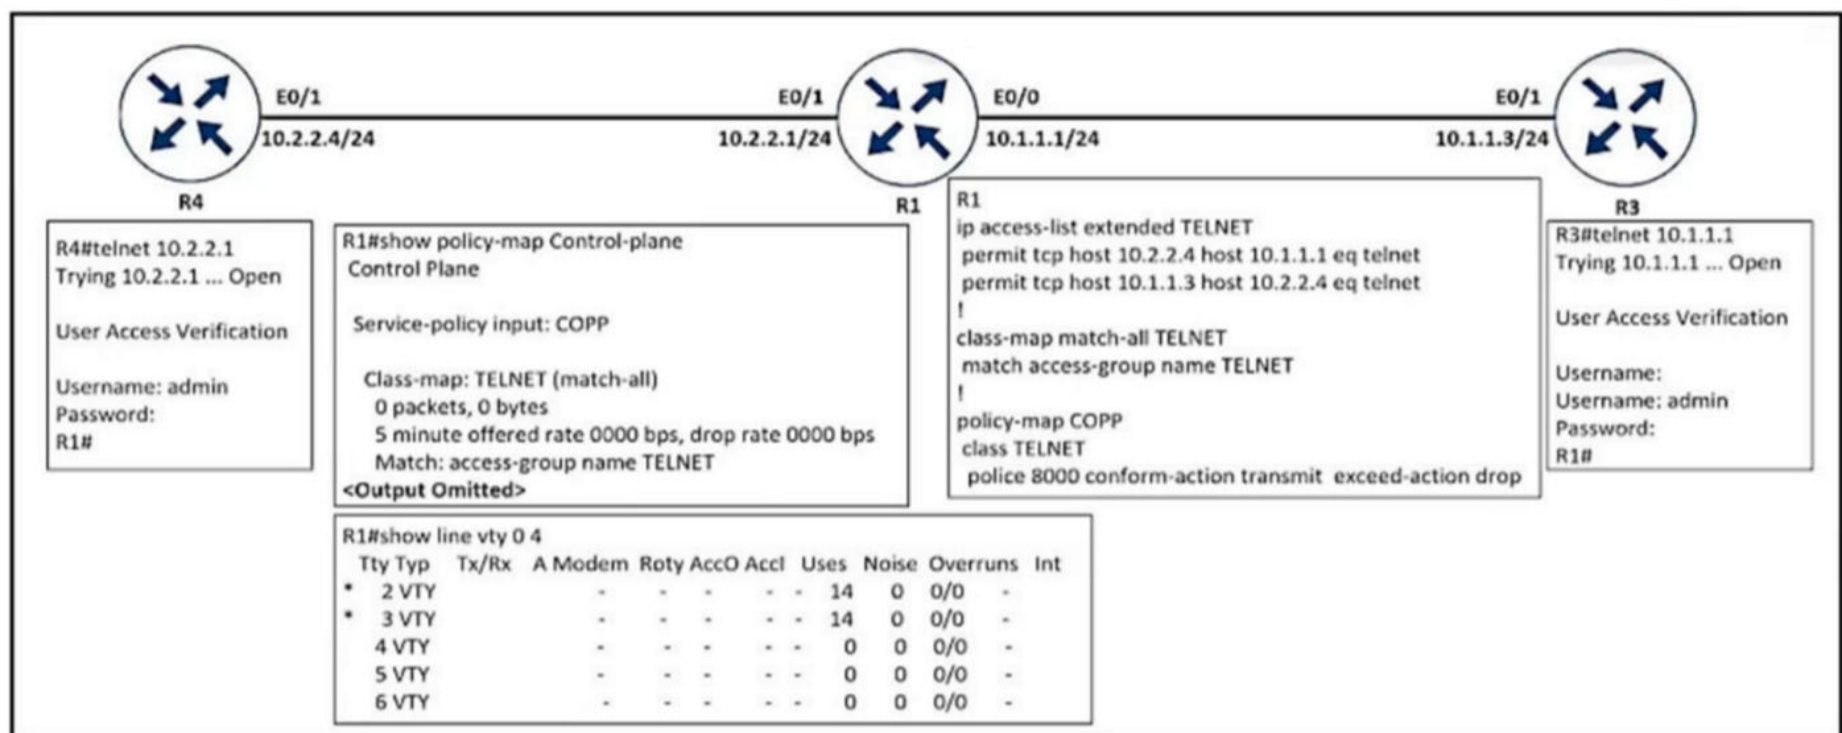 E0/1
E0/1
E0/0
E0/1
10.2.2.4/24
10.2.2.1/24
10.1.1.1/24
10.1.1.3/24
R4
R1
R3
R4#telnet 10.2.2.1
Trying 10.2.2.1 ... Open
User Access Verification
Username: admin
Password:
R1#
R1#show policy-map Control-plane
Control Plane
Service-policy input: COPP
Class-map: TELNET (match-all)
0 packets, 0 bytes
5 minute offered rate 0000 bps, drop rate 0000 bps
Match: access-group name TELNET
<Output Omitted>
R1
ip access-list extended TELNET
permit tcp host 10.2.2.4 host 10.1.1.1 eq telnet
permit tcp host 10.1.1.3 host 10.2.2.4 eq telnet
!
class-map match-all TELNET
match access-group name TELNET
!
policy-map COPP
class TELNET
police 8000 conform-action transmit exceed-action drop
R3#telnet 10.1.1.1
Trying 10.1.1.1 ... Open
User Access Verification
Username:
Username: admin
Password:
R1#
R1#show line vty 0 4
Tty Typ Tx/Rx A Modem Roty AccO AccI Uses Noise Overruns Int
* 2 VTY - - - - - 14 0 0/0 -
* 3 VTY - - - - - 14 0 0/0 -
4 VTY - - - - - 0 0 0/0 -
5 VTY - - - - - 0 0 0/0 -
6 VTY - - - - - 0 0 0/0 -